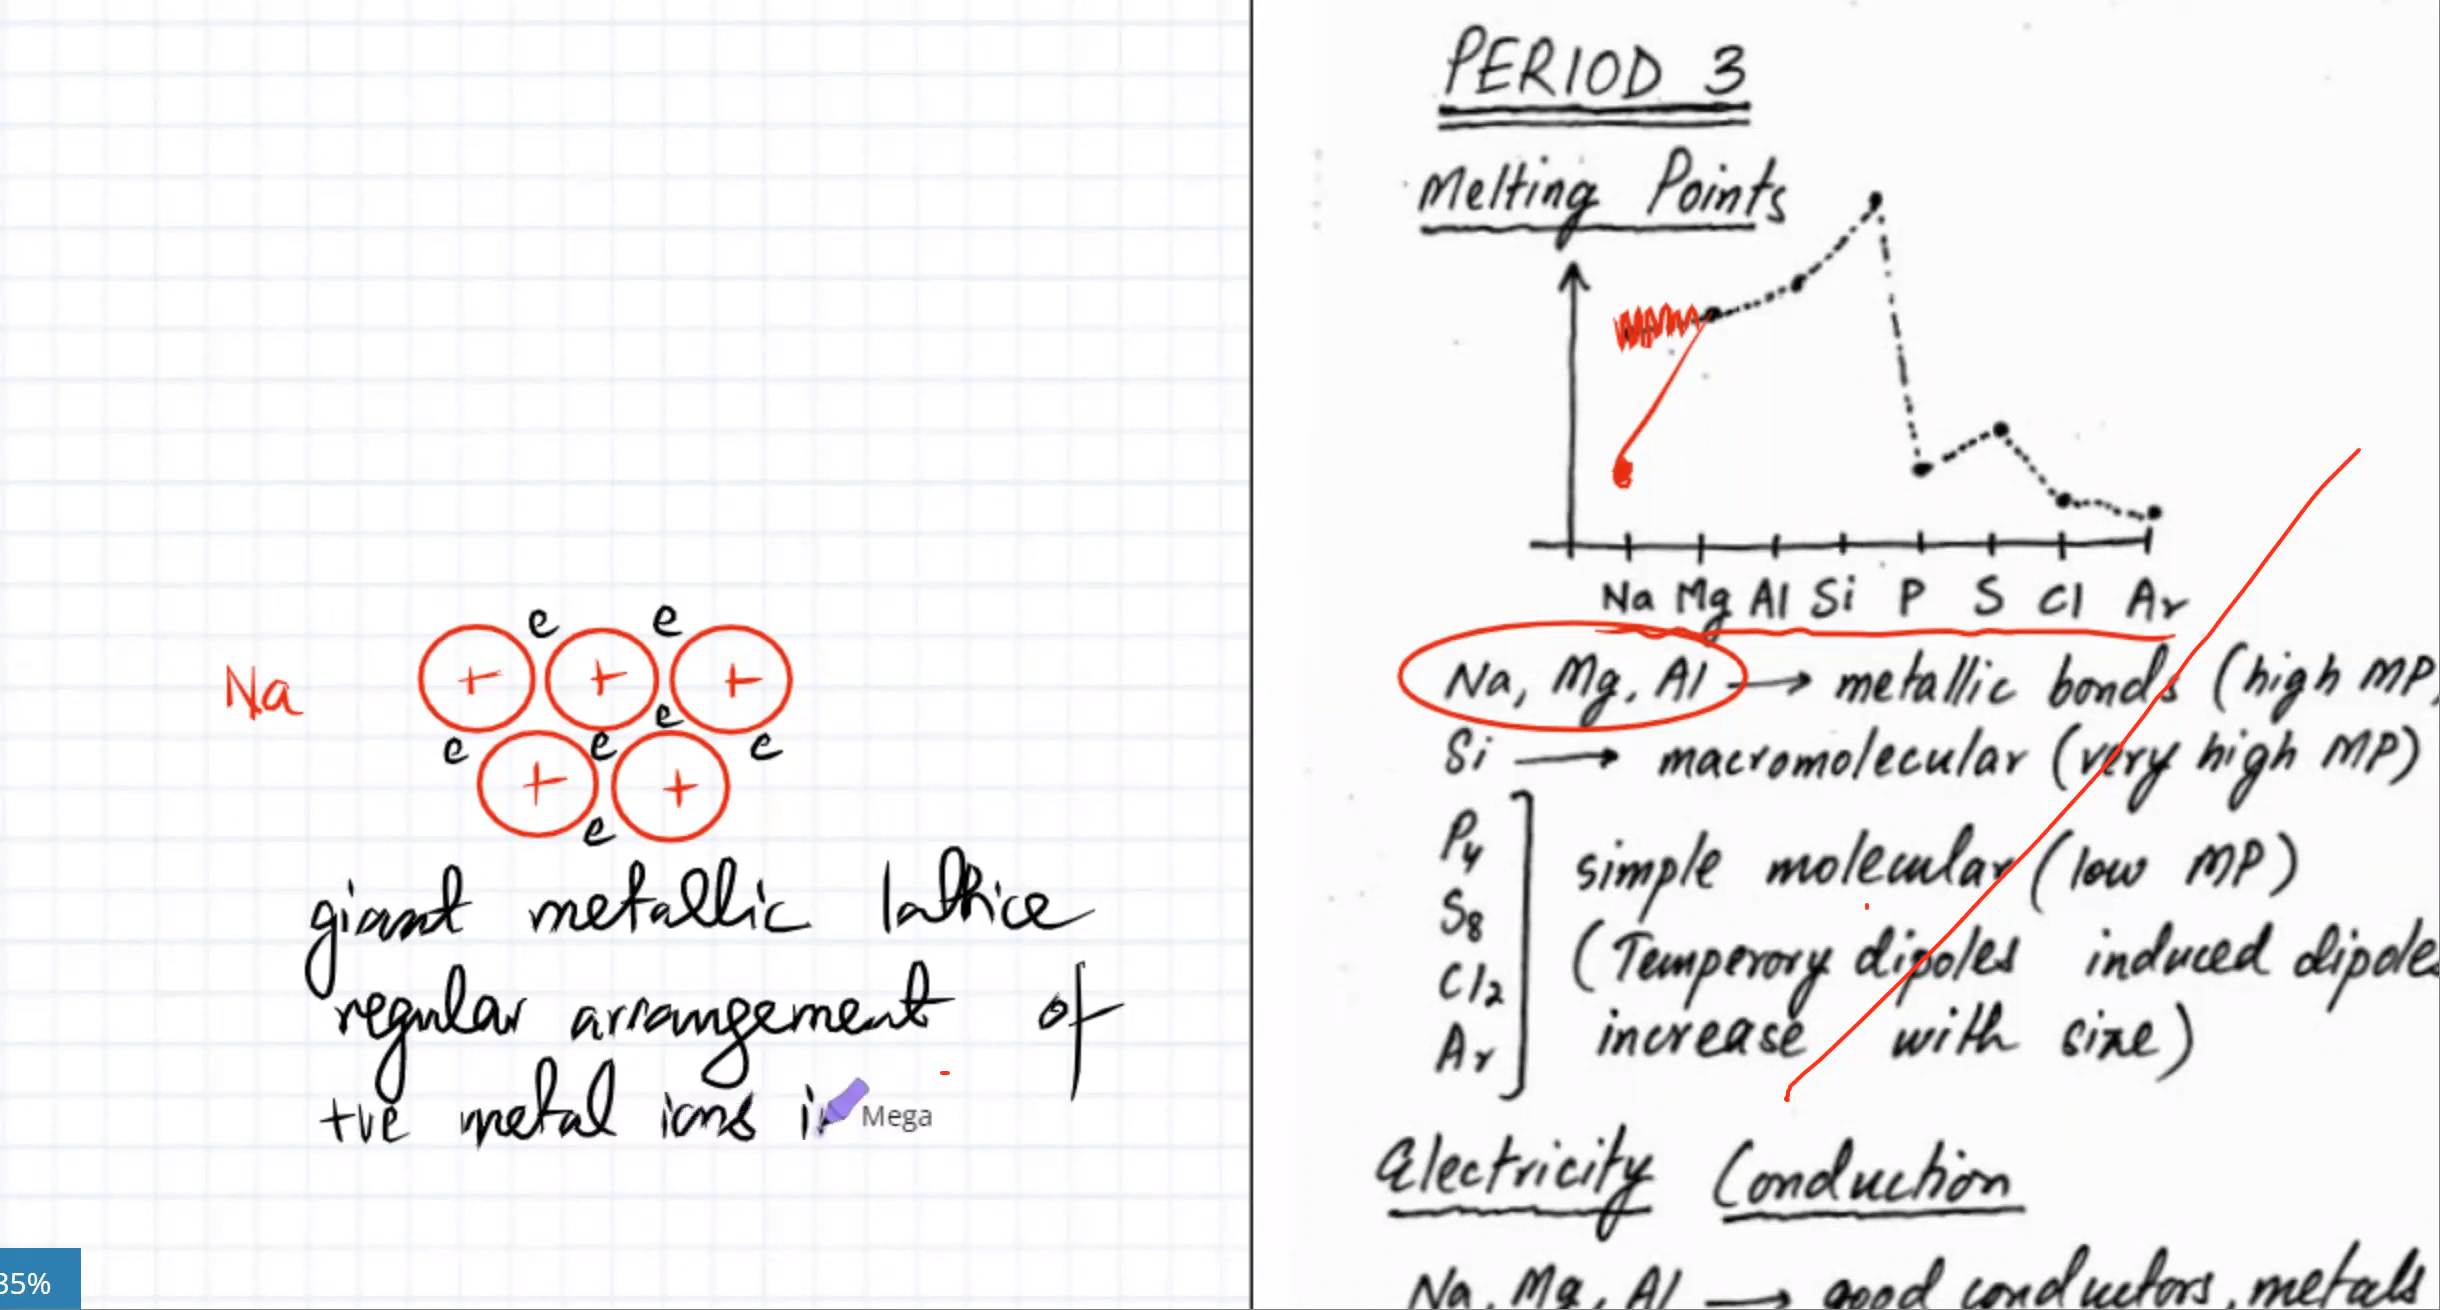 Na
+ + +
+ +
e e
e e e e
e
giant metallic lattice
regular arrangement of
+ve metal ions i
Mega
35%
PERIOD 3
Melting Points
Na Mg Al Si P S Cl Ar
Na, Mg, Al → metallic bonds (high MP,
Si → macromolecular (very high MP)
P4
S8
Cl2
Ar
simple molecular (low MP)
(Temperory dipoles induced dipoles
increase with size)
Electricity Conduction
Na, Mg, Al → good conductors, metals